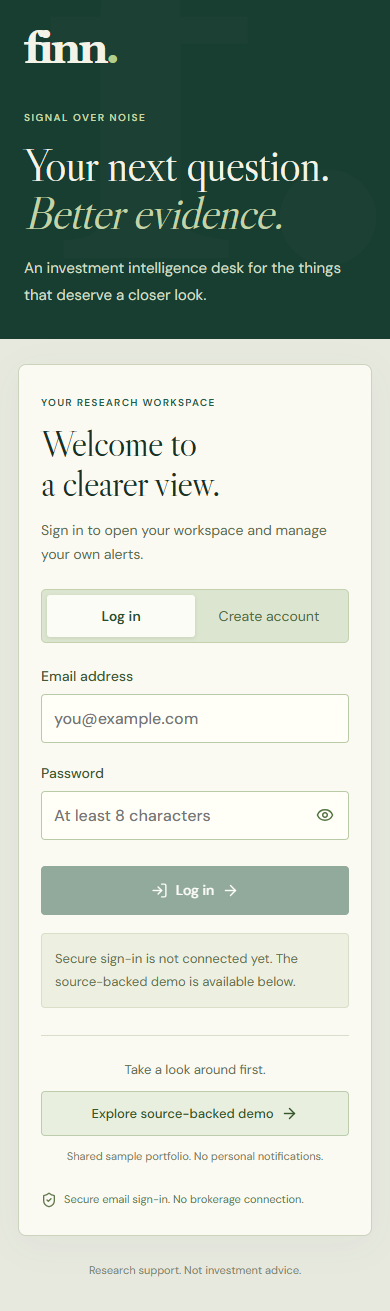 finn.
SIGNAL OVER NOISE
Your next question.
Better evidence.
An investment intelligence desk for the things
that deserve a closer look.
YOUR RESEARCH WORKSPACE
Welcome to
a clearer view.
Sign in to open your workspace and manage
your own alerts.
Log in
Create account
Email address
you@example.com
Password
At least 8 characters
Log in
Secure sign-in is not connected yet. The
source-backed demo is available below.
Take a look around first.
Explore source-backed demo
Shared sample portfolio. No personal notifications.
Secure email sign-in. No brokerage connection.
Research support. Not investment advice.